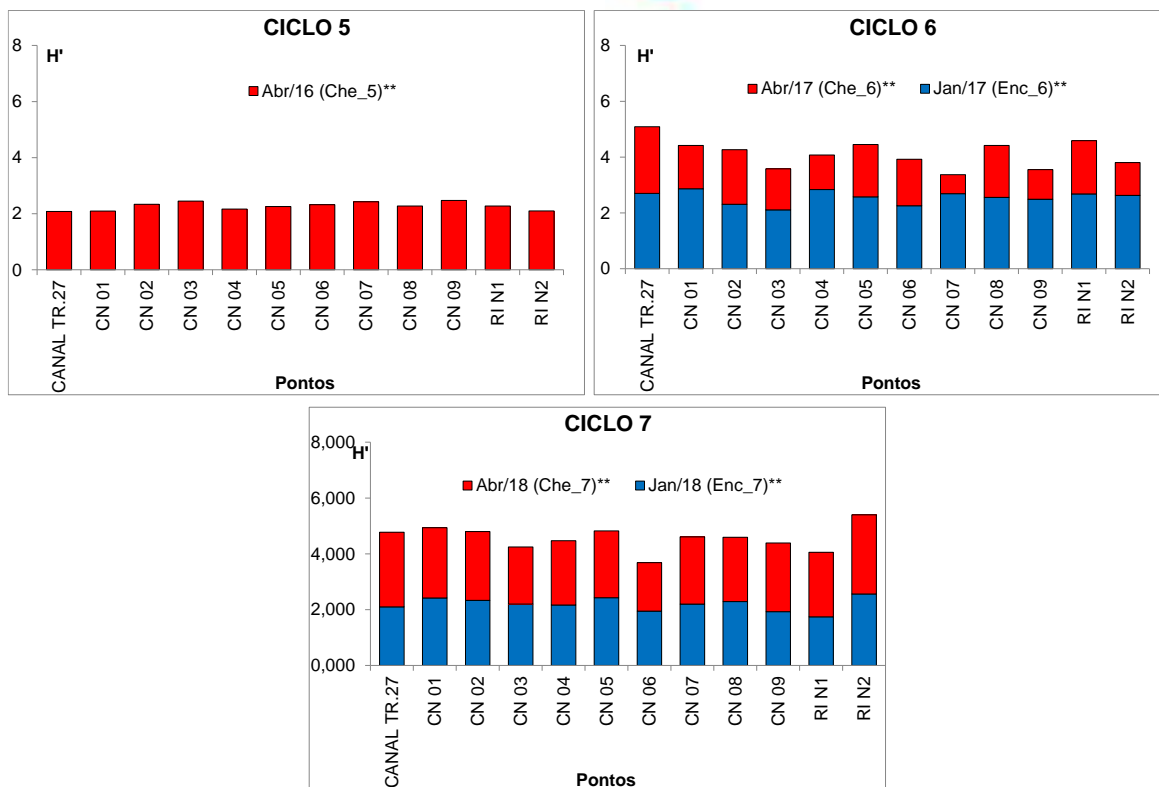 CICLO 5
H'
Abr/16 (Che_5)**
8
6
4
2
0
CANAL TR.27
CN 01
CN 02
CN 03
CN 04
CN 05
CN 06
CN 07
CN 08
CN 09
RI N1
RI N2
Pontos
CICLO 6
H'
Abr/17 (Che_6)** Jan/17 (Enc_6)**
8
6
4
2
0
CANAL TR.27
CN 01
CN 02
CN 03
CN 04
CN 05
CN 06
CN 07
CN 08
CN 09
RI N1
RI N2
Pontos
CICLO 7
H'
Abr/18 (Che_7)** Jan/18 (Enc_7)**
8,000
6,000
4,000
2,000
0,000
CANAL TR.27
CN 01
CN 02
CN 03
CN 04
CN 05
CN 06
CN 07
CN 08
CN 09
RI N1
RI N2
Pontos